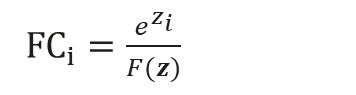 FCᵢ = e^{zᵢ} / F(z)